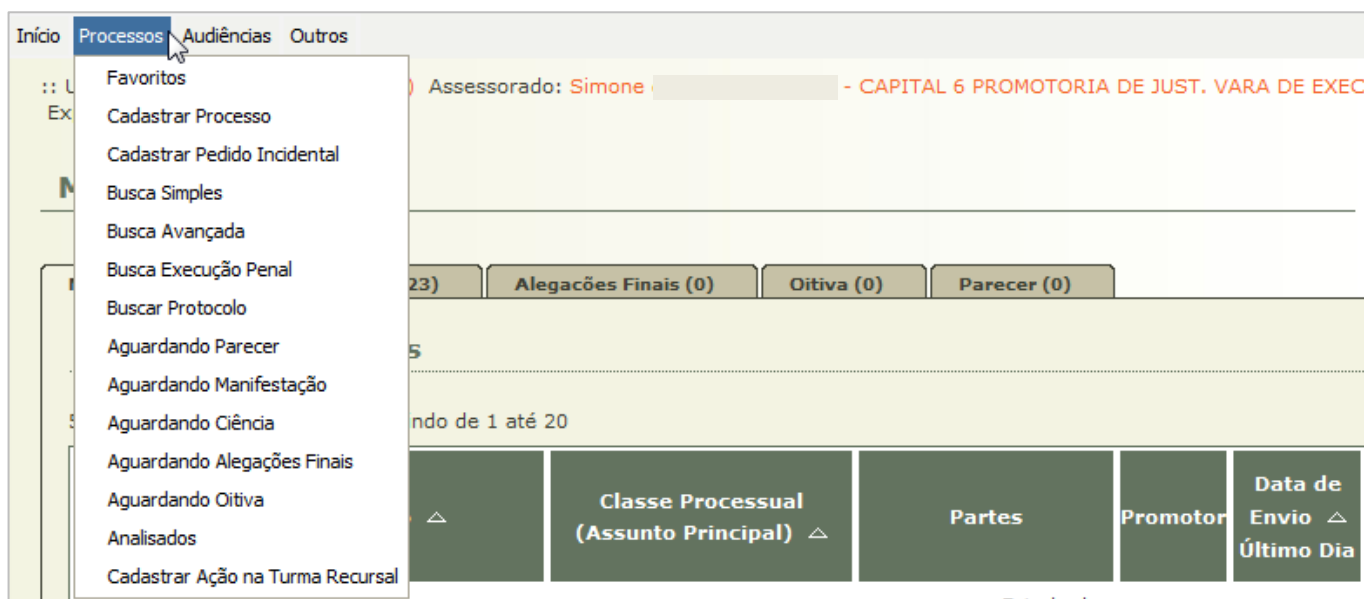 Início Processos Audiências Outros
Favoritos
:: U ) Assessorado: Simone - CAPITAL 6 PROMOTORIA DE JUST. VARA DE EXEC
Ex
Cadastrar Processo
Cadastrar Pedido Incidental
Busca Simples
Busca Avançada
Busca Execução Penal
Buscar Protocolo
Aguardando Parecer
Aguardando Manifestação
Aguardando Ciência
Aguardando Alegações Finais
Aguardando Oitiva
Analisados
Cadastrar Ação na Turma Recursal
23) Alegacões Finais (0) Oitiva (0) Parecer (0)
s
ndo de 1 até 20
Classe Processual
(Assunto Principal)
Partes
Promotor
Data de
Envio
Último Dia